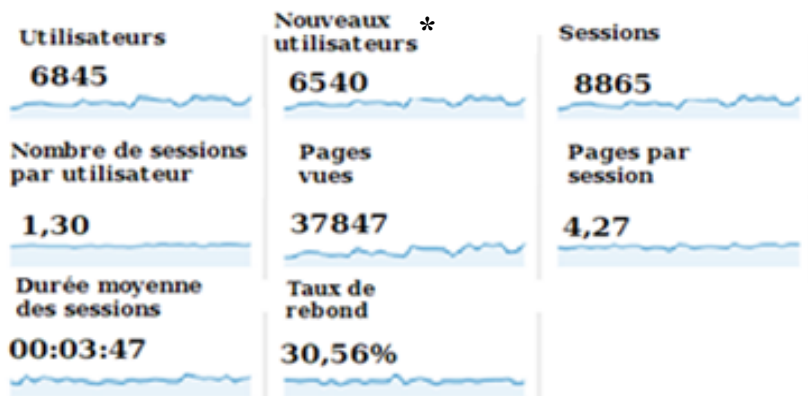 Utilisateurs
6845
Nouveaux *
utilisateurs
6540
Sessions
8865
Nombre de sessions
par utilisateur
1,30
Pages
vues
37847
Pages par
session
4,27
Durée moyenne
des sessions
00:03:47
Taux de
rebond
30,56%